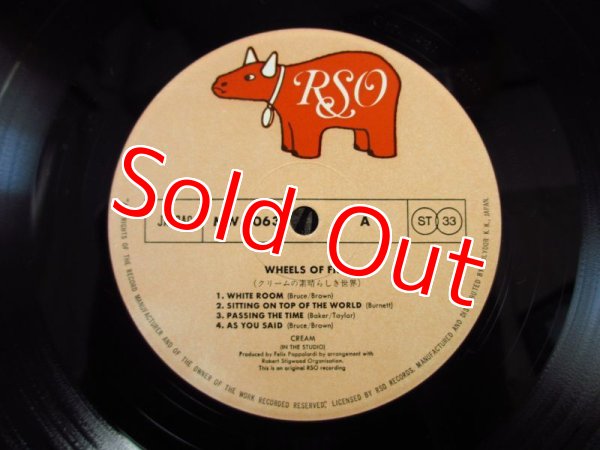 RSO
Sold Out
JASRAC
A
ST 33
WHEELS OF
(クリームの素晴らしき世界)
1. WHITE ROOM (Bruce/Brown)
2. SITTING ON TOP OF THE WORLD (Burnett)
3. PASSING THE TIME (Baker/Taylor)
4. AS YOU SAID (Bruce/Brown)
CREAM
(IN THE STUDIO)
Produced by Felix Pappalardi by arrangement with
Robert Stigwood Organisation.
This is an original RSO recording
RIGHTS OF THE RECORD MANUFACTURER AND OF THE OWNER OF THE WORK RECORDED RESERVED. LICENSED BY RSO RECORDS, MANUFACTURED AND K.K., JAPAN.